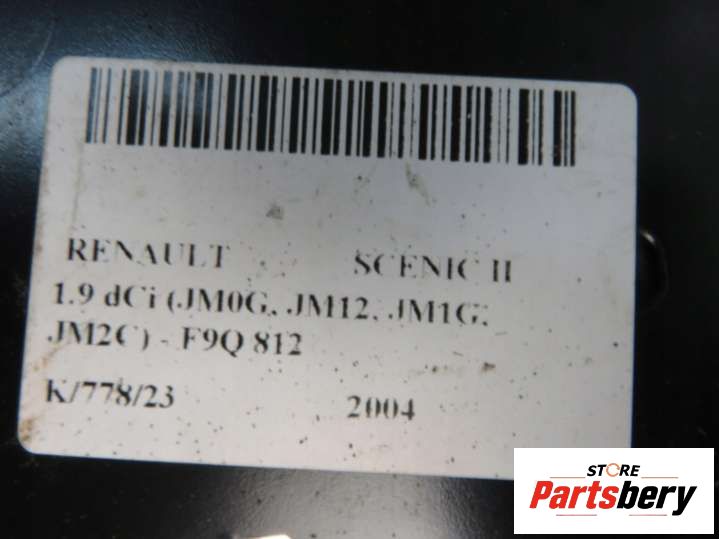 RENAULT SCENIC II
1.9 dCi (JM0G, JM12, JM1G,
JM2C) - F9Q 812
K/778/23 2004
STORE
Partsbery